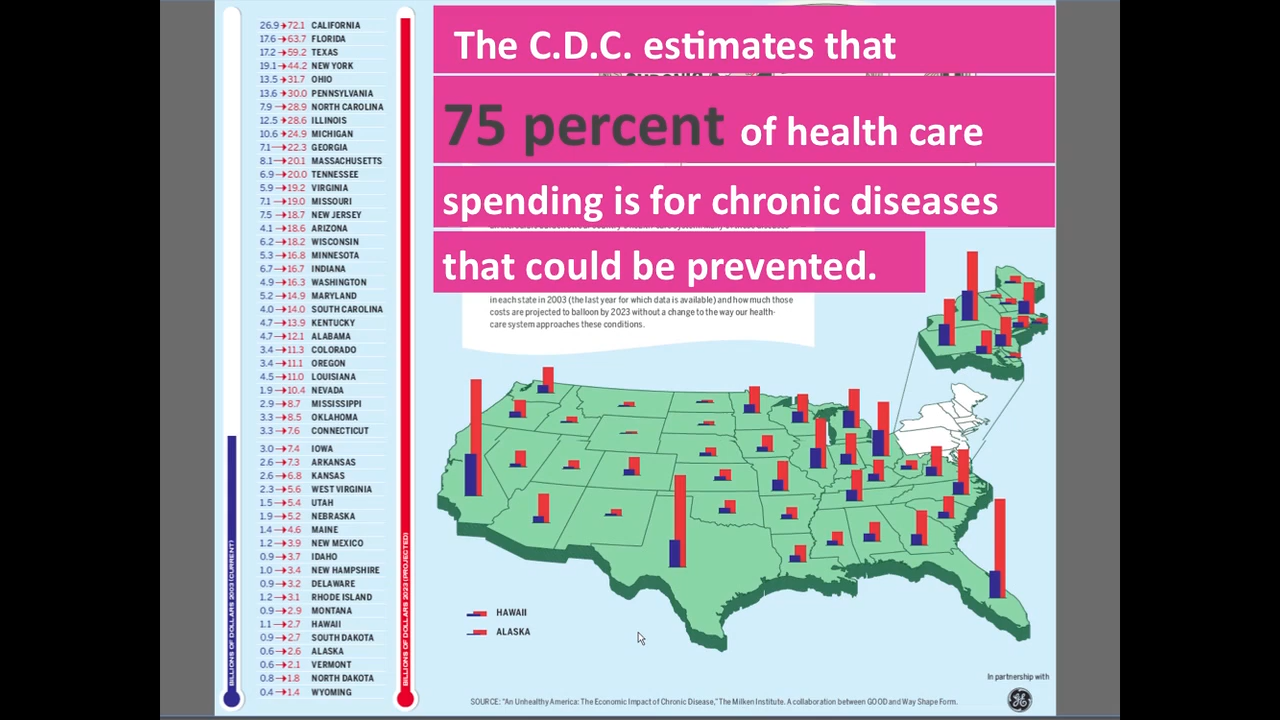 26.9→72.1 CALIFORNIA
17.6→63.7 FLORIDA
17.2→59.2 TEXAS
19.1→44.2 NEW YORK
13.5→31.7 OHIO
13.6→30.0 PENNSYLVANIA
7.9→28.9 NORTH CAROLINA
12.5→28.6 ILLINOIS
10.6→24.9 MICHIGAN
7.1→22.3 GEORGIA
8.1→20.1 MASSACHUSETTS
6.9→20.0 TENNESSEE
5.9→19.2 VIRGINIA
7.1→19.0 MISSOURI
7.5→18.7 NEW JERSEY
4.1→18.6 ARIZONA
6.2→18.2 WISCONSIN
5.3→16.8 MINNESOTA
6.7→16.7 INDIANA
4.9→16.3 WASHINGTON
5.2→14.9 MARYLAND
4.0→14.0 SOUTH CAROLINA
4.7→13.9 KENTUCKY
4.7→12.1 ALABAMA
3.4→11.3 COLORADO
3.4→11.1 OREGON
4.5→11.0 LOUISIANA
1.9→10.4 NEVADA
2.9→8.7 MISSISSIPPI
3.3→8.5 OKLAHOMA
3.3→7.6 CONNECTICUT
3.0→7.4 IOWA
2.6→7.3 ARKANSAS
2.6→6.8 KANSAS
2.3→5.6 WEST VIRGINIA
1.5→5.4 UTAH
1.9→5.2 NEBRASKA
1.4→4.6 MAINE
1.2→3.9 NEW MEXICO
0.9→3.7 IDAHO
1.0→3.4 NEW HAMPSHIRE
0.9→3.2 DELAWARE
1.2→3.1 RHODE ISLAND
0.9→2.9 MONTANA
1.1→2.7 HAWAII
0.9→2.7 SOUTH DAKOTA
0.6→2.6 ALASKA
0.6→2.1 VERMONT
0.8→1.8 NORTH DAKOTA
0.4→1.4 WYOMING
BILLIONS OF DOLLARS 2003 (CURRENT)
BILLIONS OF DOLLARS 2023 (PROJECTED)
The C.D.C. estimates that
75 percent of health care
spending is for chronic diseases
that could be prevented.
in each state in 2003 (the last year for which data is available) and how much those
costs are projected to balloon by 2023 without a change to the way our health-
care system approaches these conditions.
HAWAII
ALASKA
In partnership with
SOURCE: "An Unhealthy America: The Economic Impact of Chronic Disease," The Milken Institute. A collaboration between GOOD and Way Shape Form.